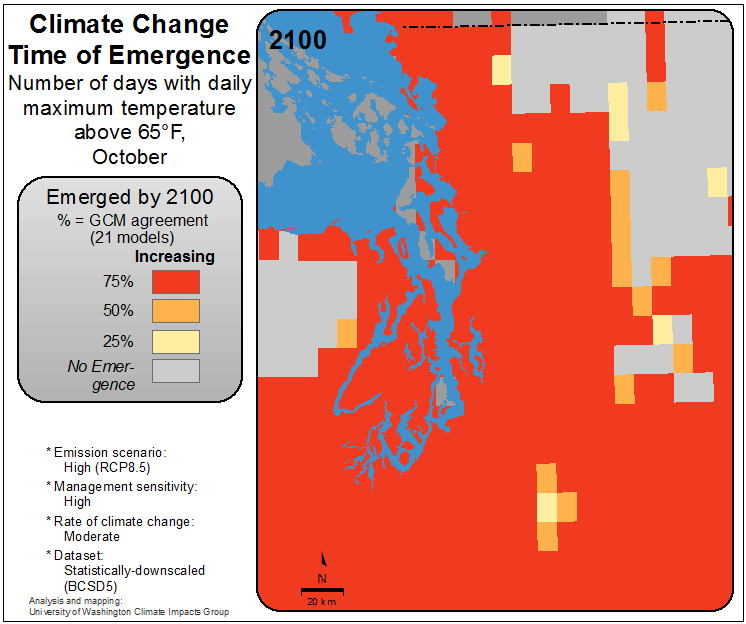 Climate Change
Time of Emergence
Number of days with daily
maximum temperature
above 65°F,
October
Emerged by 2100
% = GCM agreement
(21 models)
Increasing
75%
50%
25%
No Emer-
gence
* Emission scenario:
High (RCP8.5)
* Management sensitivity:
High
* Rate of climate change:
Moderate
* Dataset:
Statistically-downscaled
(BCSD5)
Analysis and mapping:
University of Washington Climate Impacts Group
2100
N
20 km